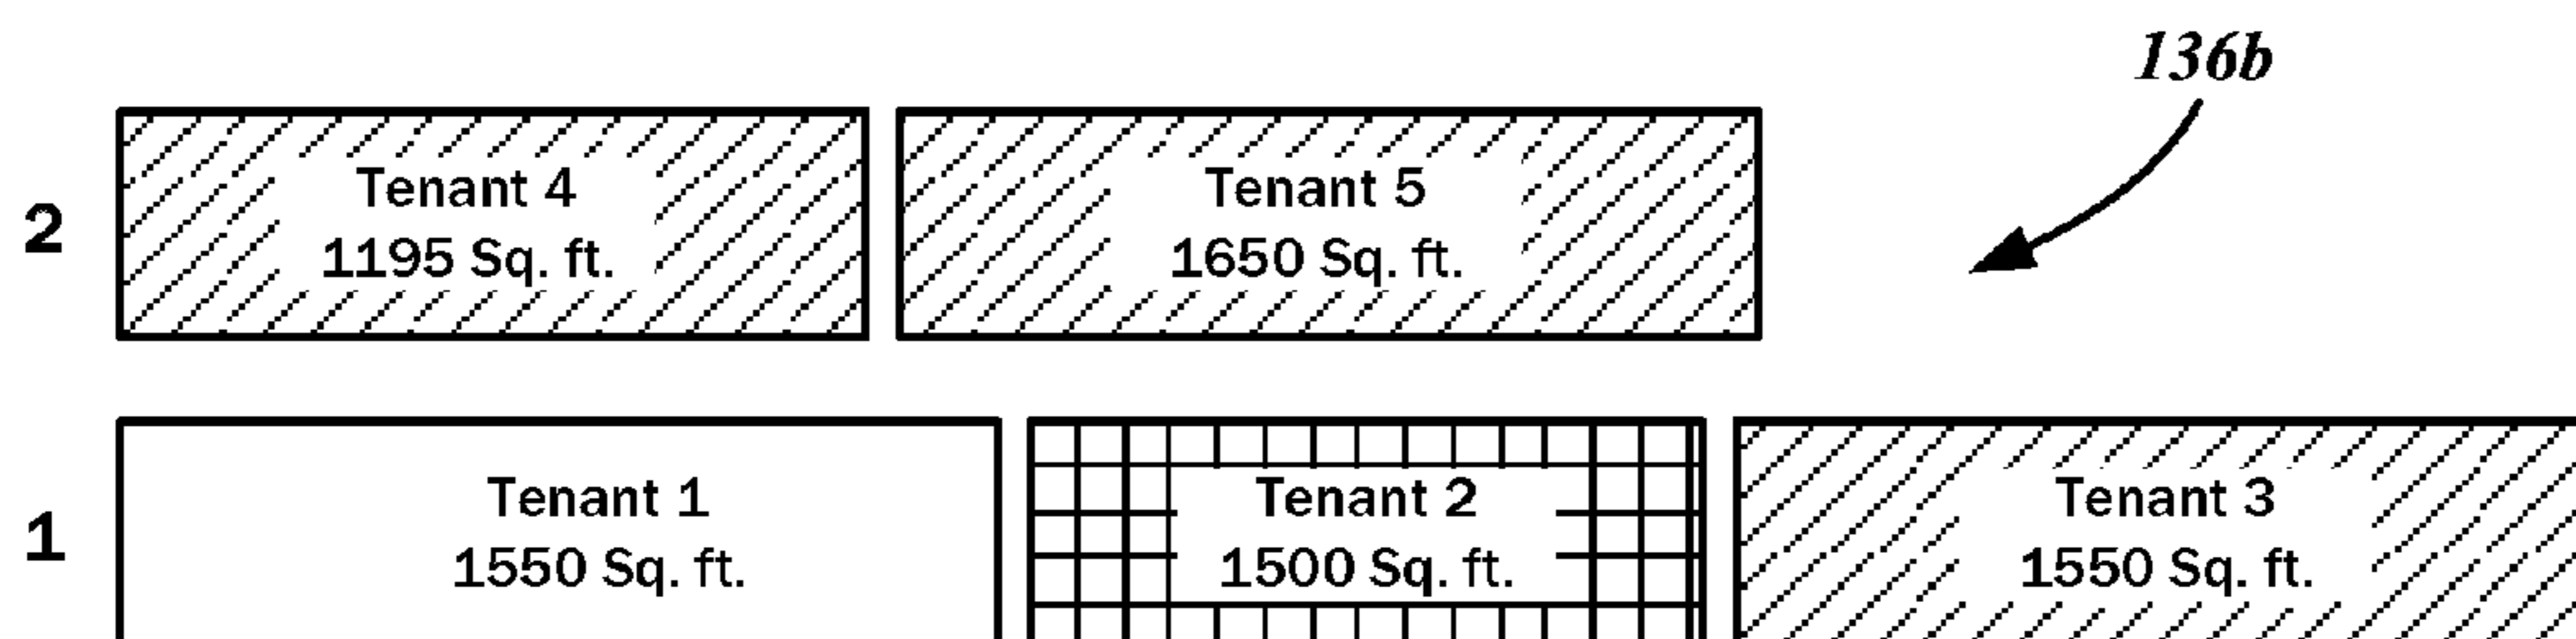 136b
2
Tenant 4
1195 Sq. ft.
Tenant 5
1650 Sq. ft.
1
Tenant 1
1550 Sq. ft.
Tenant 2
1500 Sq. ft.
Tenant 3
1550 Sq. ft.